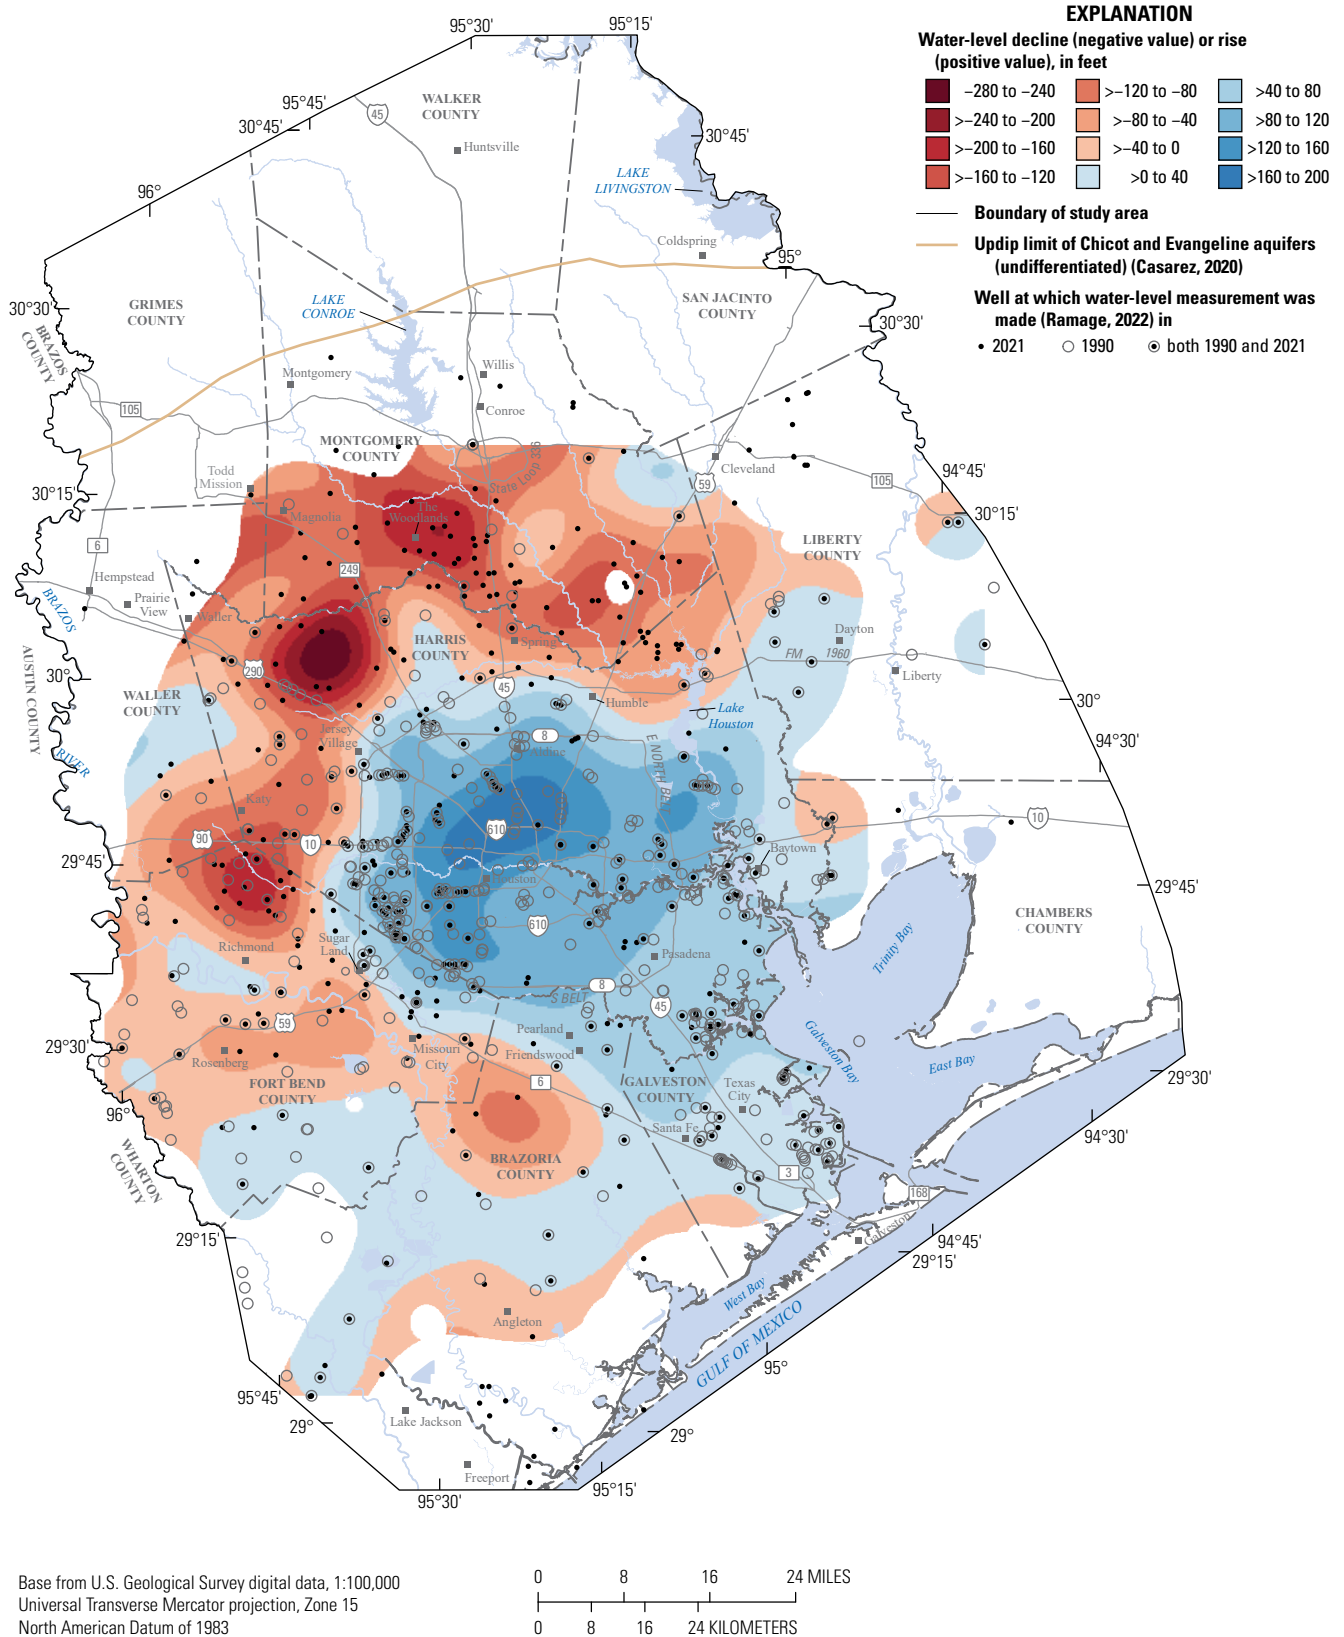 EXPLANATION
Water-level decline (negative value) or rise
(positive value), in feet
−280 to −240
>−240 to −200
>−200 to −160
>−160 to −120
>−120 to −80
>−80 to −40
>−40 to 0
>0 to 40
>40 to 80
>80 to 120
>120 to 160
>160 to 200
Boundary of study area
Updip limit of Chicot and Evangeline aquifers
(undifferentiated) (Casarez, 2020)
Well at which water-level measurement was
made (Ramage, 2022) in
2021
1990
both 1990 and 2021
95°30'
95°15'
95°45'
30°45'
WALKER
COUNTY
45
Huntsville
30°45'
96°
LAKE
LIVINGSTON
Coldspring
95°
30°30'
GRIMES
COUNTY
LAKE
CONROE
SAN JACINTO
COUNTY
30°30'
BRAZOS
COUNTY
Willis
Montgomery
105
Conroe
MONTGOMERY
COUNTY
State Loop 336
Cleveland
59
105
94°45'
Todd
Mission
30°15'
Magnolia
The
Woodlands
30°15'
6
LIBERTY
COUNTY
249
Hempstead
Prairie
View
BRAZOS
Waller
HARRIS
COUNTY
Spring
Dayton
FM 1960
Liberty
AUSTIN COUNTY
290
30°
WALLER
COUNTY
45
Humble
Lake
Houston
30°
Jersey
Village
8
Aldine
E NORTH BELT
94°30'
RIVER
Katy
90
10
610
10
29°45'
Baytown
Houston
29°45'
610
CHAMBERS
COUNTY
Richmond
Sugar
Land
Pasadena
Trinity Bay
8
S BELT
45
59
Pearland
Galveston Bay
29°30'
Rosenberg
Missouri
City
Friendswood
East Bay
FORT BEND
COUNTY
6
GALVESTON
COUNTY
Texas
City
29°30'
96°
Santa Fe
94°30'
WHARTON
COUNTY
BRAZORIA
COUNTY
3
168
29°15'
Galveston
94°45'
29°15'
West Bay
Angleton
GULF OF MEXICO
95°
95°45'
29°
Lake Jackson
29°
Freeport
95°30'
95°15'
Base from U.S. Geological Survey digital data, 1:100,000
Universal Transverse Mercator projection, Zone 15
North American Datum of 1983
0 8 16 24 MILES
0 8 16 24 KILOMETERS